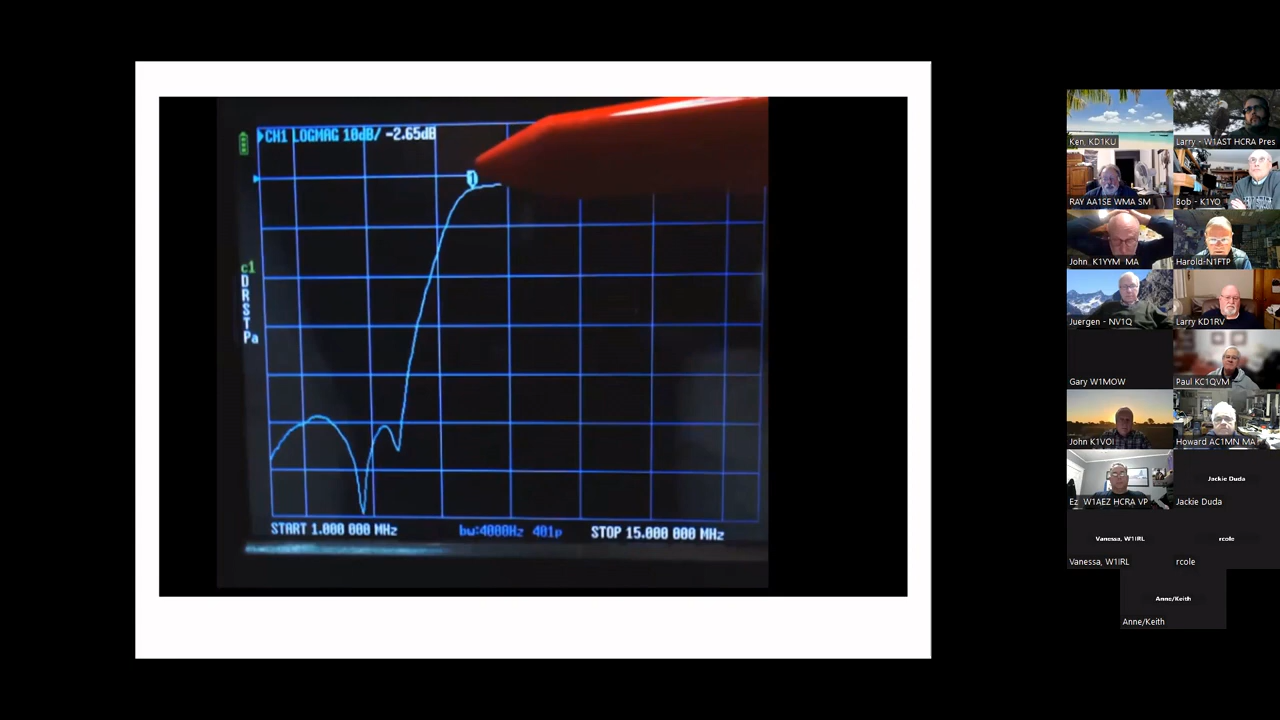 CH1 LOGMAG 10dB/ -2.65dB
1
c1
D
R
S
T
Pa
START 1.000 000 MHz
bw:4000Hz 401p
STOP 15.000 000 MHz
Ken, KD1KU
Larry - W1AST HCRA Pres
RAY AA1SE WMA SM
Bob - K1YO
John K1YYM MA
Harold-N1FTP
Juergen - NV1Q
Larry KD1RV
Gary W1MOW
Paul KC1QVM
John K1VOI
Howard AC1MN MA
Ez W1AEZ HCRA VP
Jackie Duda
Jackie Duda
Vanessa, W1IRL
Vanessa, W1IRL
rcole
rcole
Anne/Keith
Anne/Keith